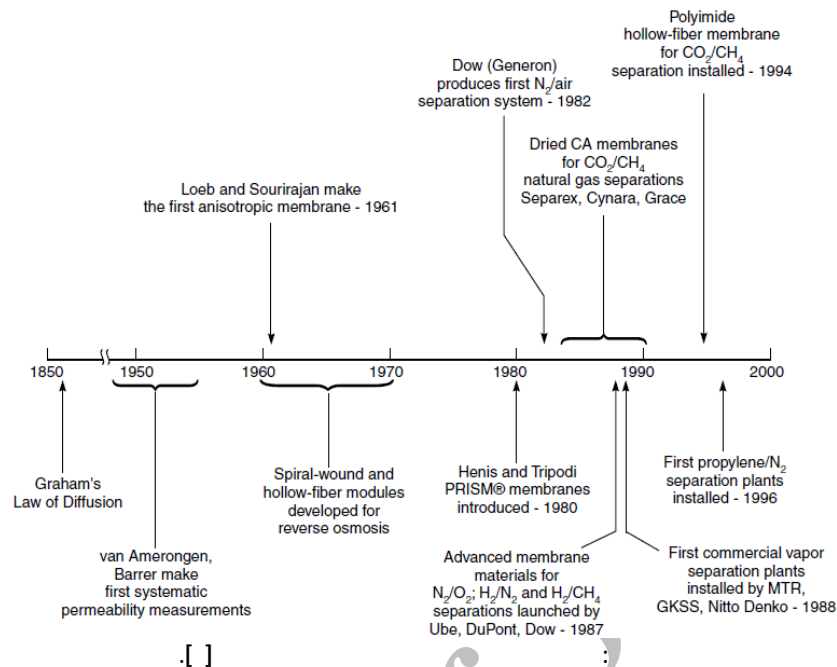 Polyimide
hollow-fiber membrane
for CO₂/CH₄
separation installed - 1994
Dow (Generon)
produces first N₂/air
separation system - 1982
Dried CA membranes
for CO₂/CH₄
natural gas separations
Separex, Cynara, Grace
Loeb and Sourirajan make
the first anisotropic membrane - 1961
1850 1950 1960 1970 1980 1990 2000
Graham's
Law of Diffusion
van Amerongen,
Barrer make
first systematic
permeability measurements
Spiral-wound and
hollow-fiber modules
developed for
reverse osmosis
Henis and Tripodi
PRISM® membranes
introduced - 1980
Advanced membrane
materials for
N₂/O₂; H₂/N₂ and H₂/CH₄
separations launched by
Ube, DuPont, Dow - 1987
First propylene/N₂
separation plants
installed - 1996
First commercial vapor
separation plants
installed by MTR,
GKSS, Nitto Denko - 1988
.[ ] :